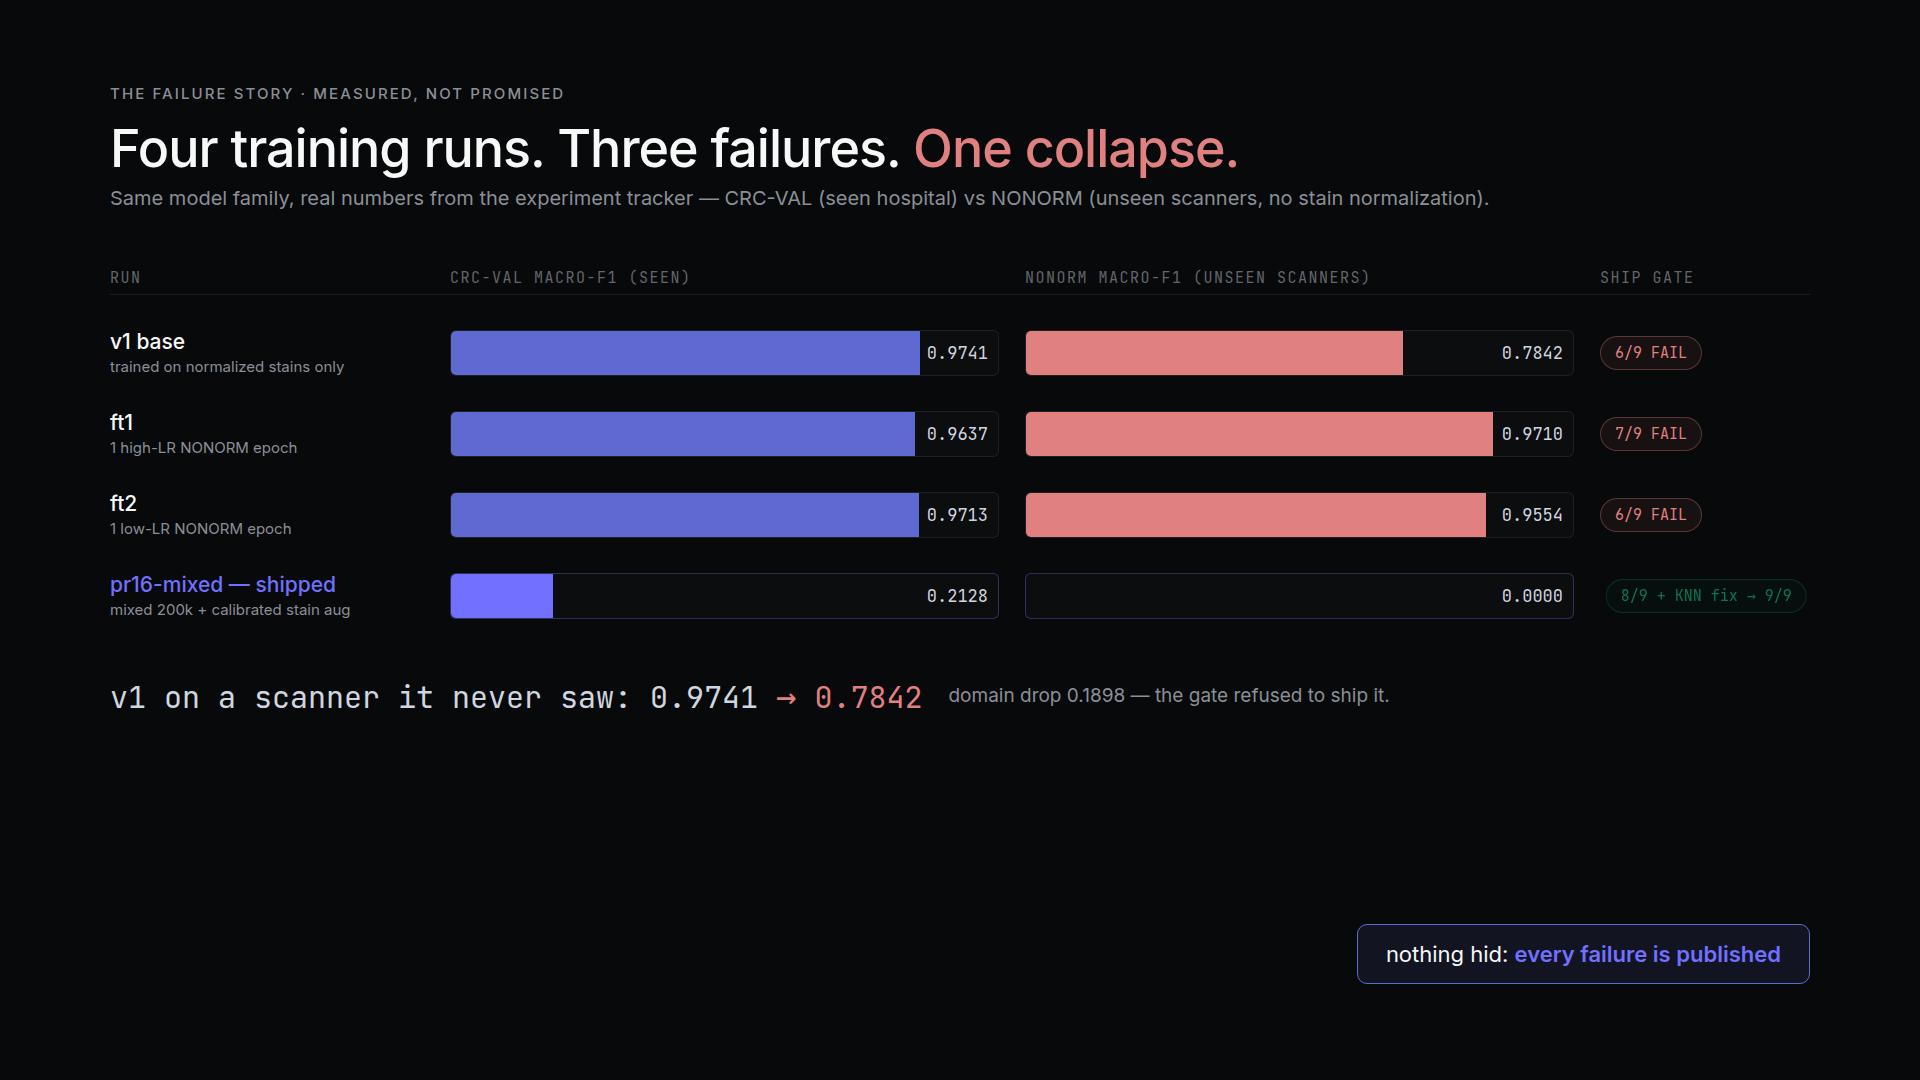 THE FAILURE STORY · MEASURED, NOT PROMISED
Four training runs. Three failures. One collapse.
Same model family, real numbers from the experiment tracker — CRC-VAL (seen hospital) vs NONORM (unseen scanners, no stain normalization).
RUN CRC-VAL MACRO-F1 (SEEN) NONORM MACRO-F1 (UNSEEN SCANNERS) SHIP GATE
v1 base
trained on normalized stains only
0.9741 0.7842 6/9 FAIL
ft1
1 high-LR NONORM epoch
0.9637 0.9710 7/9 FAIL
ft2
1 low-LR NONORM epoch
0.9713 0.9554 6/9 FAIL
pr16-mixed — shipped
mixed 200k + calibrated stain aug
0.2128 0.0000 8/9 + KNN fix → 9/9
v1 on a scanner it never saw: 0.9741 → 0.7842 domain drop 0.1898 — the gate refused to ship it.
nothing hid: every failure is published